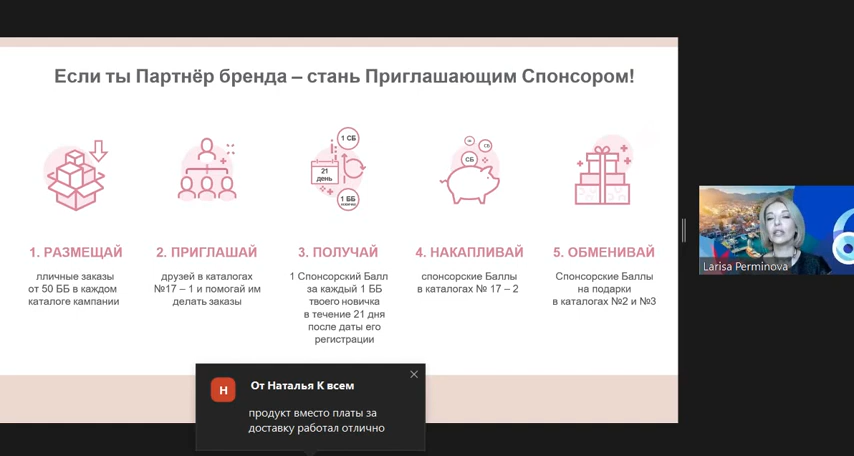 Если ты Партнёр бренда – стань Приглашающим Спонсором!
1 СБ
21
день
1 ББ
СБ
СБ
1. РАЗМЕЩАЙ
лличные заказы
от 50 ББ в каждом
каталоге кампании
2. ПРИГЛАШАЙ
друзей в каталогах
№17 – 1 и помогай им
делать заказы
3. ПОЛУЧАЙ
1 Спонсорский Балл
за каждый 1 ББ
твоего новичка
в течение 21 дня
после даты его
регистрации
4. НАКАПЛИВАЙ
спонсорские Баллы
в каталогах № 17 – 2
5. ОБМЕНИВАЙ
Спонсорские Баллы
на подарки
в каталогах №2 и №3
Larisa Perminova
Н
От Наталья К всем
продукт вместо платы за
доставку работал отлично